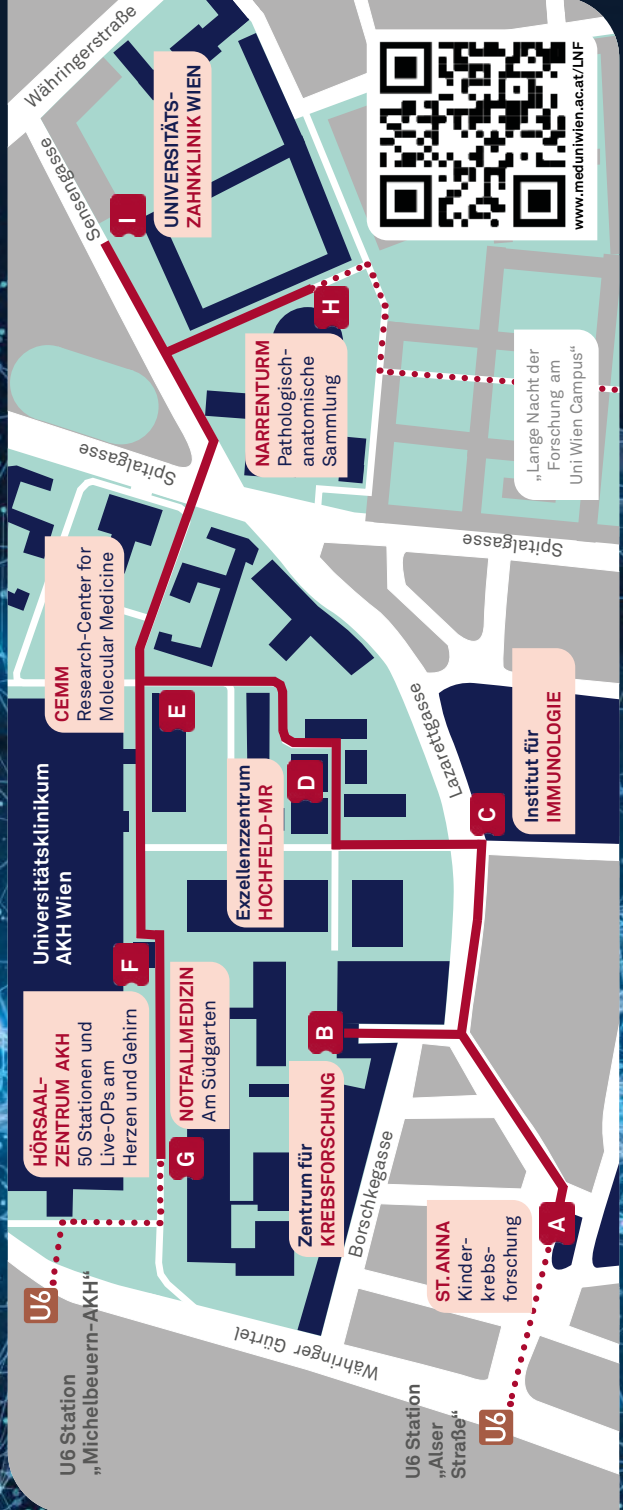 Währingerstraße
Sensengasse
I
UNIVERSITÄTS-
ZAHNKLINIK WIEN
www.meduniwien.ac.at/LNF
H
NARRENTURM
Pathologisch-
anatomische
Sammlung
„Lange Nacht der
Forschung am
Uni Wien Campus“
Spitalgasse
Spitalgasse
CEMM
Research-Center for
Molecular Medicine
E
Universitätsklinikum
AKH Wien
Exzellenzzentrum
HOCHFELD-MR
D
Lazarettgasse
C
Institut für
IMMUNOLOGIE
F
HÖRSAAL-
ZENTRUM AKH
50 Stationen und
Live-OPs am
Herzen und Gehirn
NOTFALLMEDIZIN
Am Südgarten
G
B
Zentrum für
KREBSFORSCHUNG
Borschkegasse
ST. ANNA
Kinder-
krebs-
forschung
A
Währinger Gürtel
U6
U6 Station
„Michelbeuern-AKH“
U6 Station
„Alser
Straße“
U6